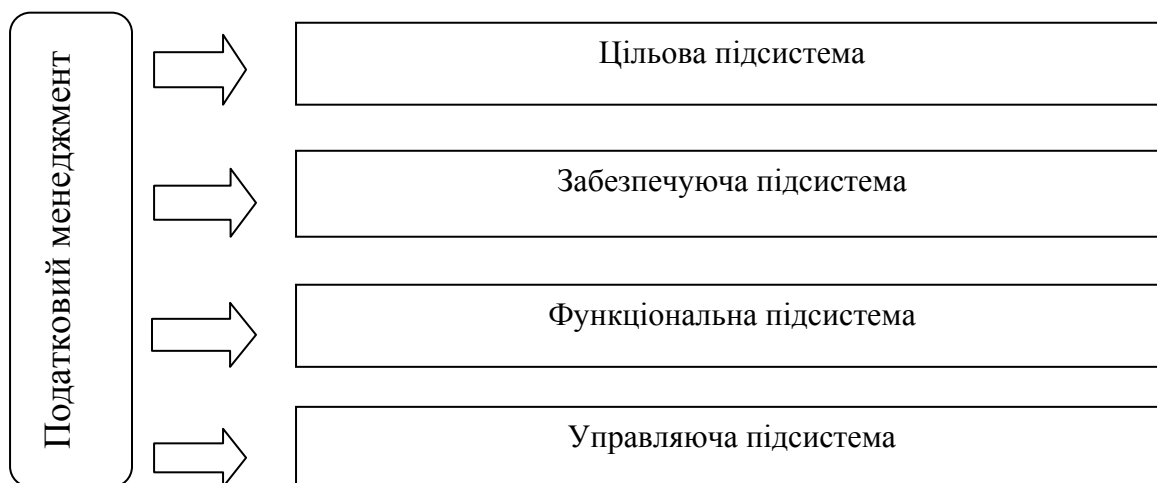 Податковий менеджмент
Цільова підсистема
Забезпечуюча підсистема
Функціональна підсистема
Управляюча підсистема